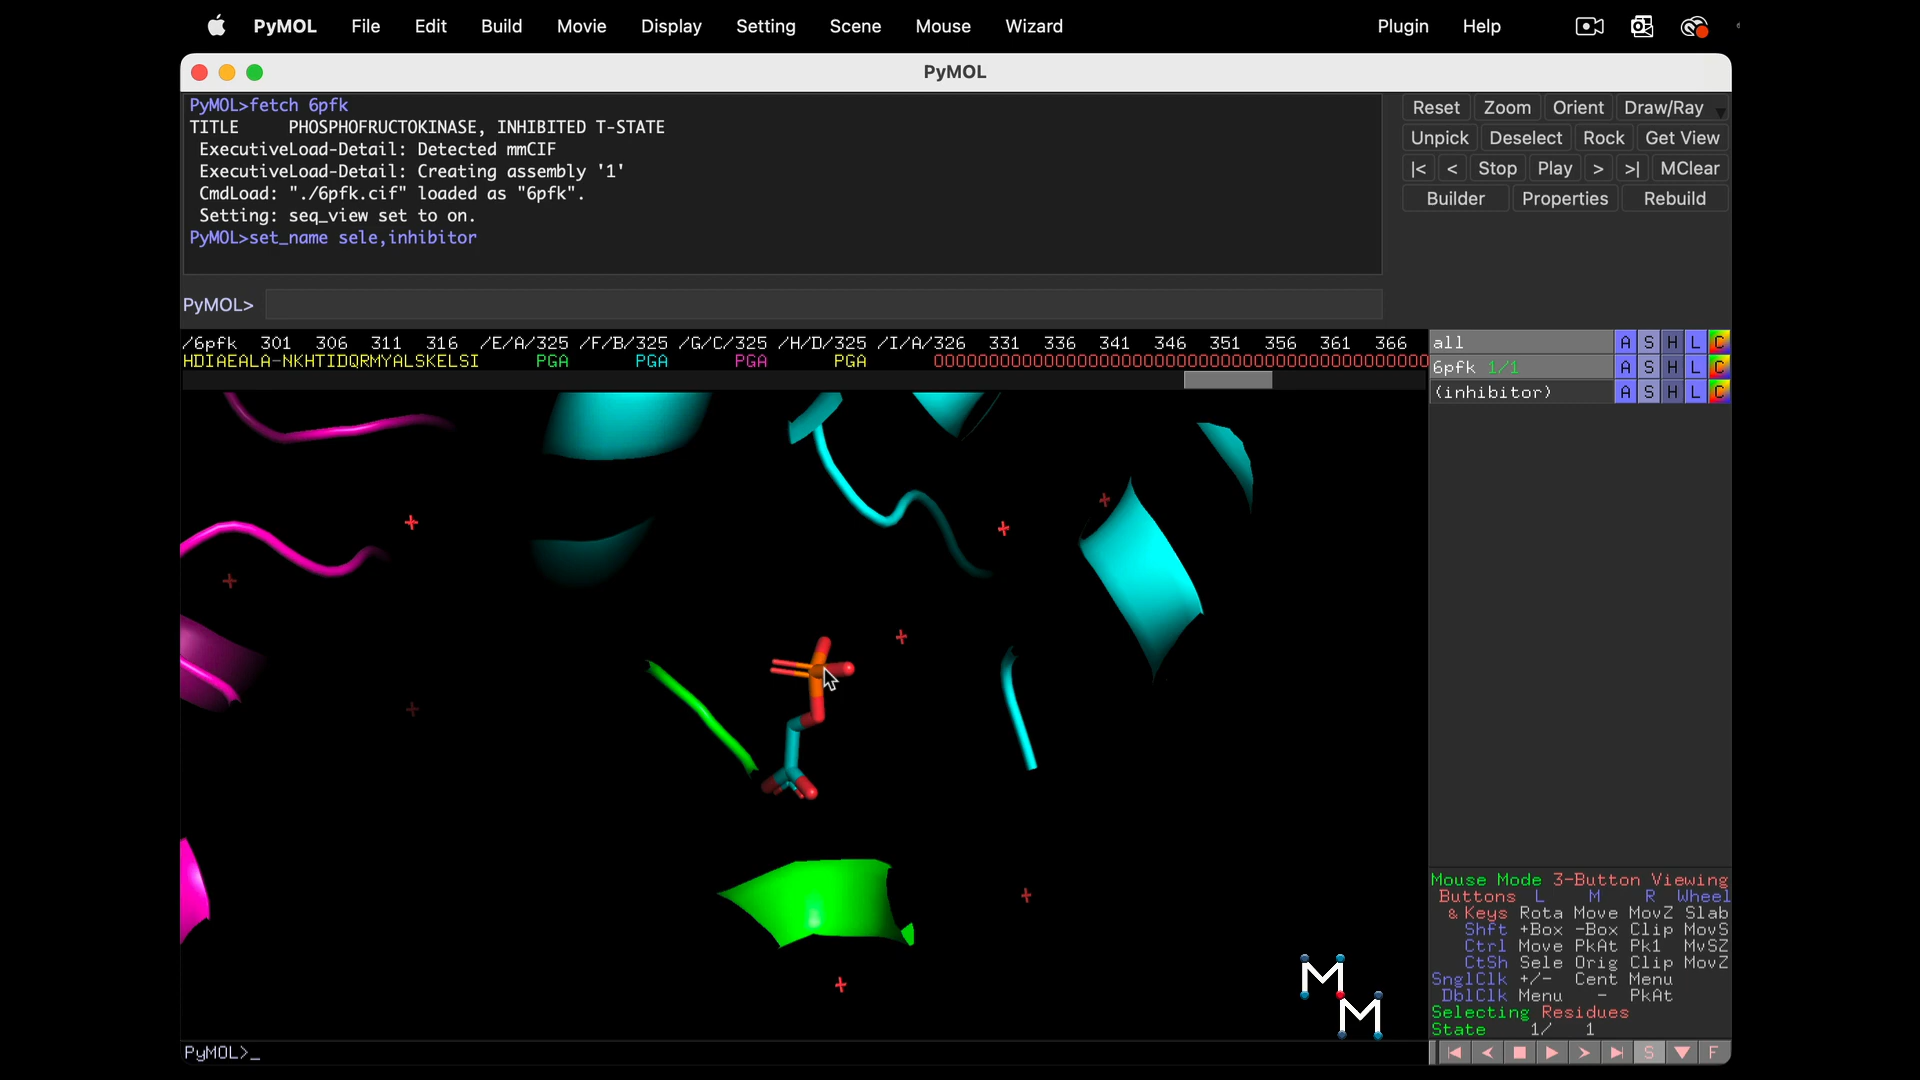 PyMOL File Edit Build Movie Display Setting Scene Mouse Wizard Plugin Help
PyMOL
PyMOL>fetch 6pfk
TITLE PHOSPHOFRUCTOKINASE, INHIBITED T-STATE
ExecutiveLoad-Detail: Detected mmCIF
ExecutiveLoad-Detail: Creating assembly '1'
CmdLoad: "./6pfk.cif" loaded as "6pfk".
Setting: seq_view set to on.
PyMOL>set_name sele,inhibitor
Reset Zoom Orient Draw/Ray
Unpick Deselect Rock Get View
|< < Stop Play > >| MClear
Builder Properties Rebuild
PyMOL>
/6pfk 301 306 311 316 /E/A/325 /F/B/325 /G/C/325 /H/D/325 /I/A/326 331 336 341 346 351 356 361 366
HDIAEALA-NKHTIDQRMYALSKELSI PGA PGA PGA PGA
all A S H L C
6pfk 1/1 A S H L C
(inhibitor) A S H L C
MM
Mouse Mode 3-Button Viewing
Buttons L M R Wheel
& Keys Rota Move MovZ Slab
Shft +Box -Box Clip MovS
Ctrl Move PkAt Pk1 MvSZ
CtSh Sele Orig Clip MovZ
SnglClk +/- Cent Menu
DblClk Menu - PkAt
Selecting Residues
State 1/ 1
PyMOL>_
S F